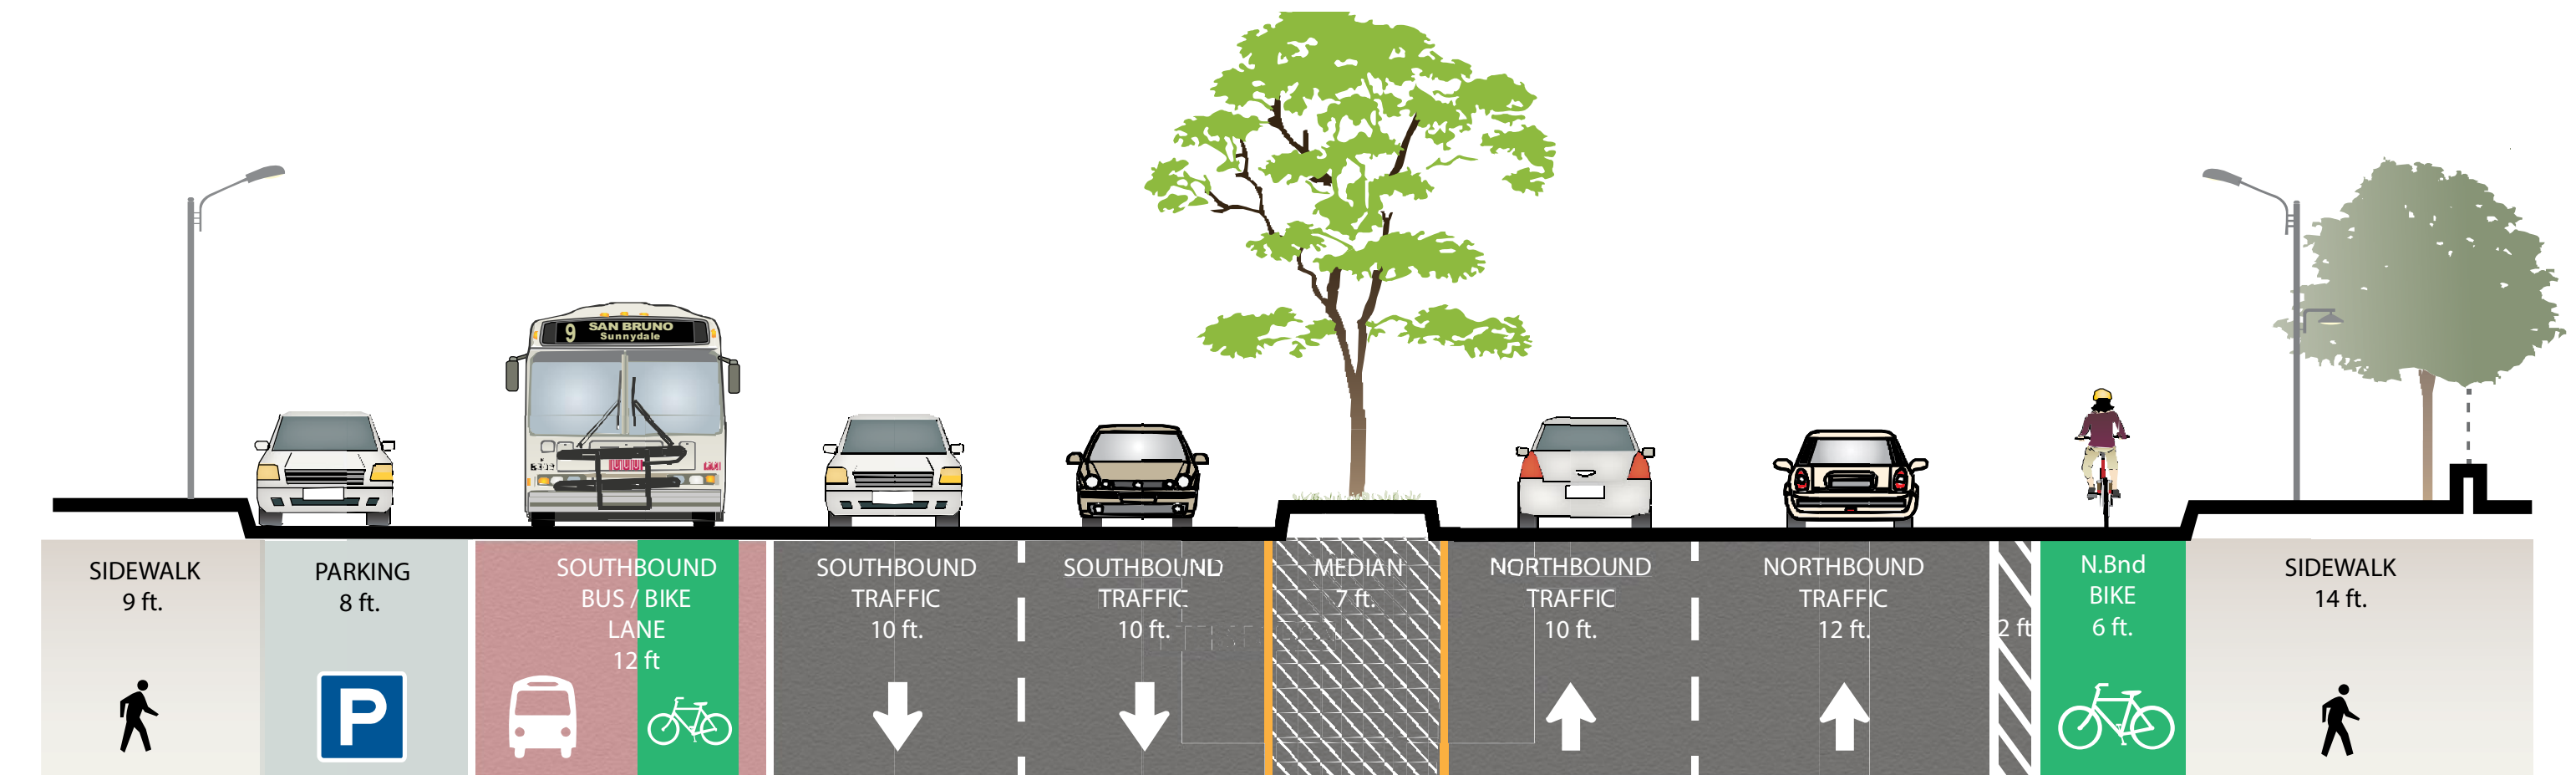 9 SAN BRUNO
Sunnydale
SIDEWALK
9 ft.
PARKING
8 ft.
P
SOUTHBOUND
BUS / BIKE
LANE
12 ft
SOUTHBOUND
TRAFFIC
10 ft.
SOUTHBOUND
TRAFFIC
10 ft.
MEDIAN
7 ft.
NORTHBOUND
TRAFFIC
10 ft.
NORTHBOUND
TRAFFIC
12 ft.
2 ft
N.Bnd
BIKE
6 ft.
SIDEWALK
14 ft.